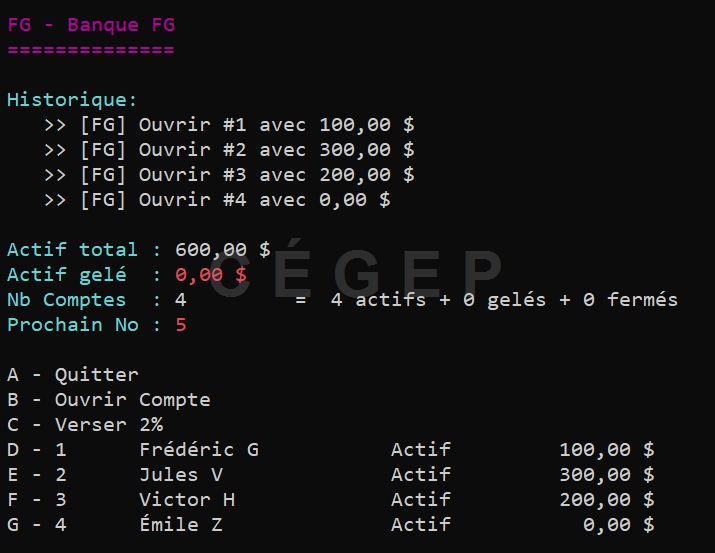 FG - Banque FG
==============
Historique:
>> [FG] Ouvrir #1 avec 100,00 $
>> [FG] Ouvrir #2 avec 300,00 $
>> [FG] Ouvrir #3 avec 200,00 $
>> [FG] Ouvrir #4 avec 0,00 $
Actif total : 600,00 $
CÉGEP
Actif gelé  : 0,00 $
Nb Comptes  : 4         =  4 actifs + 0 gelés + 0 fermés
Prochain No : 5
A - Quitter
B - Ouvrir Compte
C - Verser 2%
D - 1      Frédéric G           Actif         100,00 $
E - 2      Jules V              Actif         300,00 $
F - 3      Victor H             Actif         200,00 $
G - 4      Émile Z              Actif           0,00 $